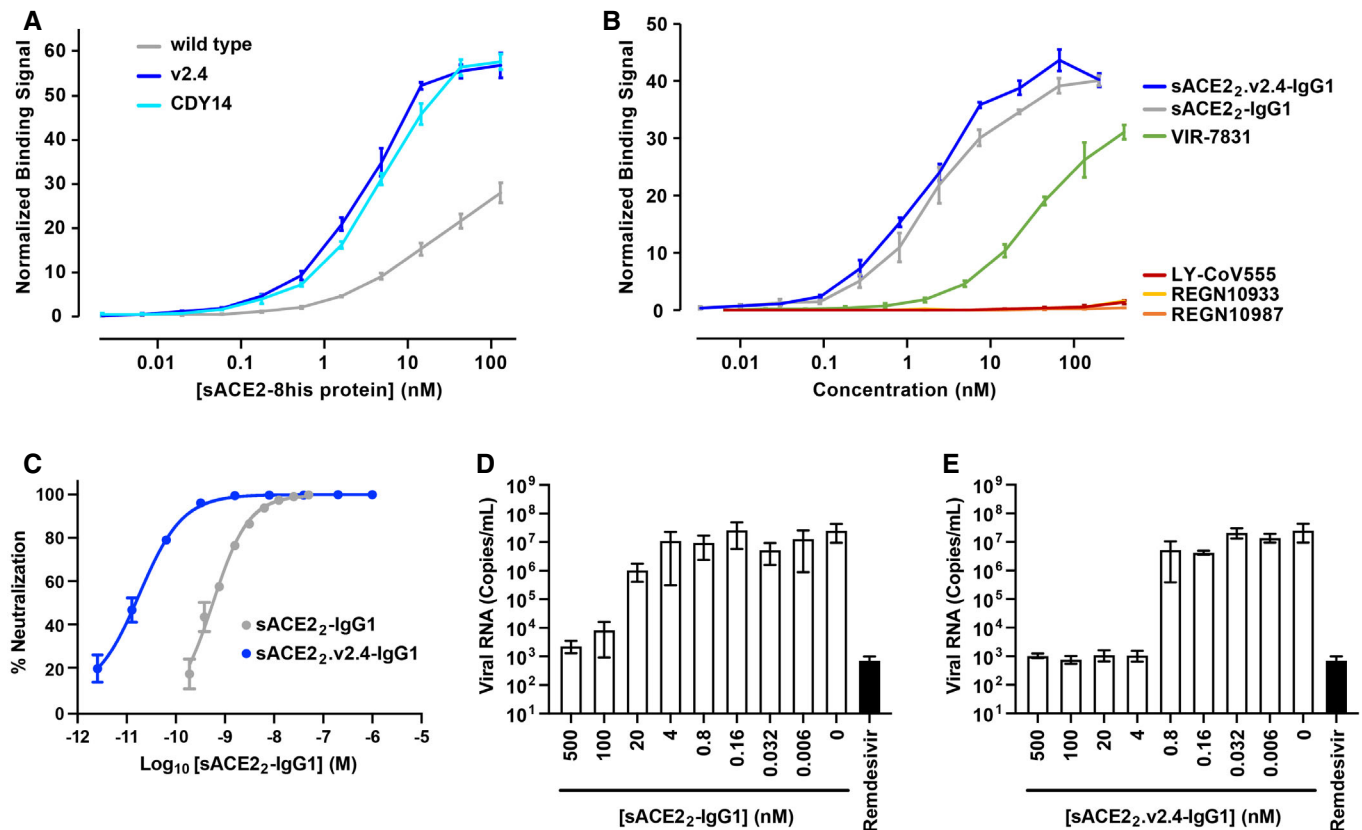 A
Normalized Binding Signal
60
50
40
30
20
10
0
wild type
v2.4
CDY14
0.01
0.1
1
10
100
[sACE2-8his protein] (nM)
B
Normalized Binding Signal
50
40
30
20
10
0
sACE2₂.v2.4-IgG1
sACE2₂-IgG1
VIR-7831
LY-CoV555
REGN10933
REGN10987
0.01
0.1
1
10
100
Concentration (nM)
C
% Neutralization
100
80
60
40
20
0
sACE2₂-IgG1
sACE2₂.v2.4-IgG1
-12
-11
-10
-9
-8
-7
-6
-5
Log₁₀ [sACE2₂-IgG1] (M)
D
Viral RNA (Copies/mL)
10⁹
10⁸
10⁷
10⁶
10⁵
10⁴
10³
10²
10¹
500
100
20
4
0.8
0.16
0.032
0.006
0
Remdesivir
[sACE2₂-IgG1] (nM)
E
Viral RNA (Copies/mL)
10⁹
10⁸
10⁷
10⁶
10⁵
10⁴
10³
10²
10¹
500
100
20
4
0.8
0.16
0.032
0.006
0
Remdesivir
[sACE2₂.v2.4-IgG1] (nM)